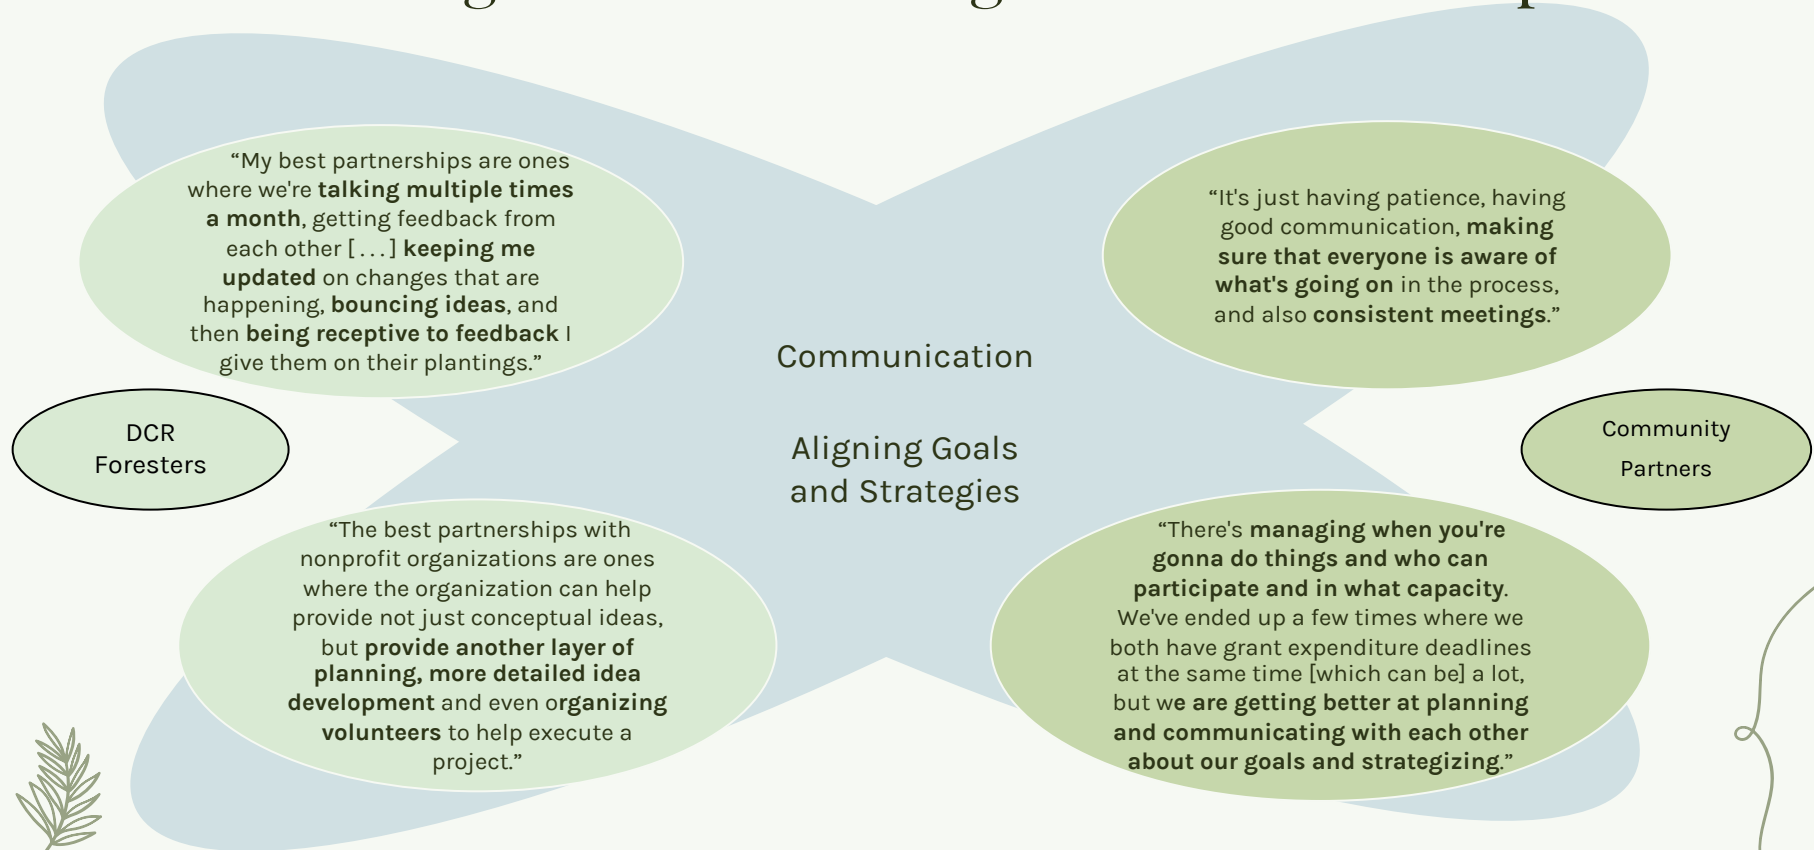 “My best partnerships are ones
where we're talking multiple times
a month, getting feedback from
each other [...] keeping me
updated on changes that are
happening, bouncing ideas, and
then being receptive to feedback I
give them on their plantings.”
“It's just having patience, having
good communication, making
sure that everyone is aware of
what's going on in the process,
and also consistent meetings.”
Communication
Aligning Goals
and Strategies
DCR
Foresters
Community
Partners
“The best partnerships with
nonprofit organizations are ones
where the organization can help
provide not just conceptual ideas,
but provide another layer of
planning, more detailed idea
development and even organizing
volunteers to help execute a
project.”
“There's managing when you're
gonna do things and who can
participate and in what capacity.
We've ended up a few times where we
both have grant expenditure deadlines
at the same time [which can be] a lot,
but we are getting better at planning
and communicating with each other
about our goals and strategizing.”